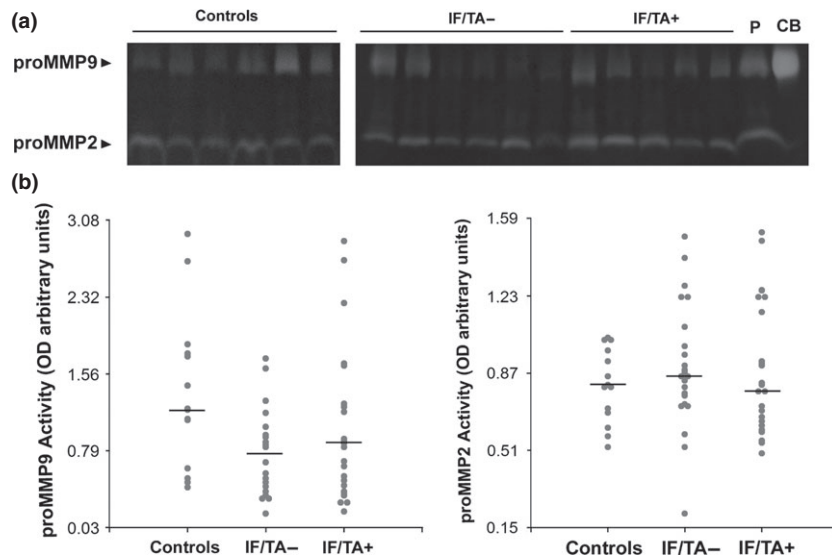 (a)
Controls
IF/TA–
IF/TA+
P
CB
proMMP9
proMMP2
(b)
proMMP9 Activity (OD arbitrary units)
3.08
2.32
1.56
0.79
0.03
Controls
IF/TA–
IF/TA+
proMMP2 Activity (OD arbitrary units)
1.59
1.23
0.87
0.51
0.15
Controls
IF/TA–
IF/TA+